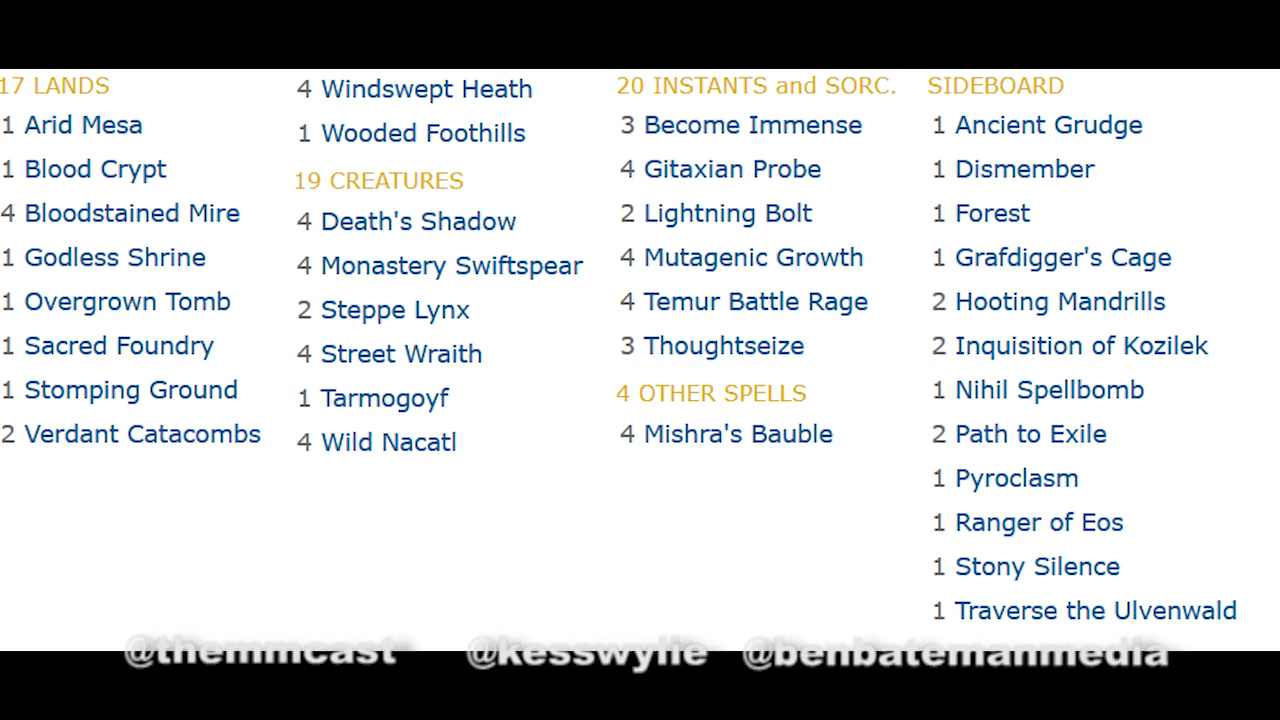 17 LANDS
1 Arid Mesa
1 Blood Crypt
4 Bloodstained Mire
1 Godless Shrine
1 Overgrown Tomb
1 Sacred Foundry
1 Stomping Ground
2 Verdant Catacombs
4 Windswept Heath
1 Wooded Foothills
19 CREATURES
4 Death's Shadow
4 Monastery Swiftspear
2 Steppe Lynx
4 Street Wraith
1 Tarmogoyf
4 Wild Nacatl
20 INSTANTS and SORC.
3 Become Immense
4 Gitaxian Probe
2 Lightning Bolt
4 Mutagenic Growth
4 Temur Battle Rage
3 Thoughtseize
4 OTHER SPELLS
4 Mishra's Bauble
SIDEBOARD
1 Ancient Grudge
1 Dismember
1 Forest
1 Grafdigger's Cage
2 Hooting Mandrills
2 Inquisition of Kozilek
1 Nihil Spellbomb
2 Path to Exile
1 Pyroclasm
1 Ranger of Eos
1 Stony Silence
1 Traverse the Ulvenwald
@themmcast @kesswylie @benbatemanmedia